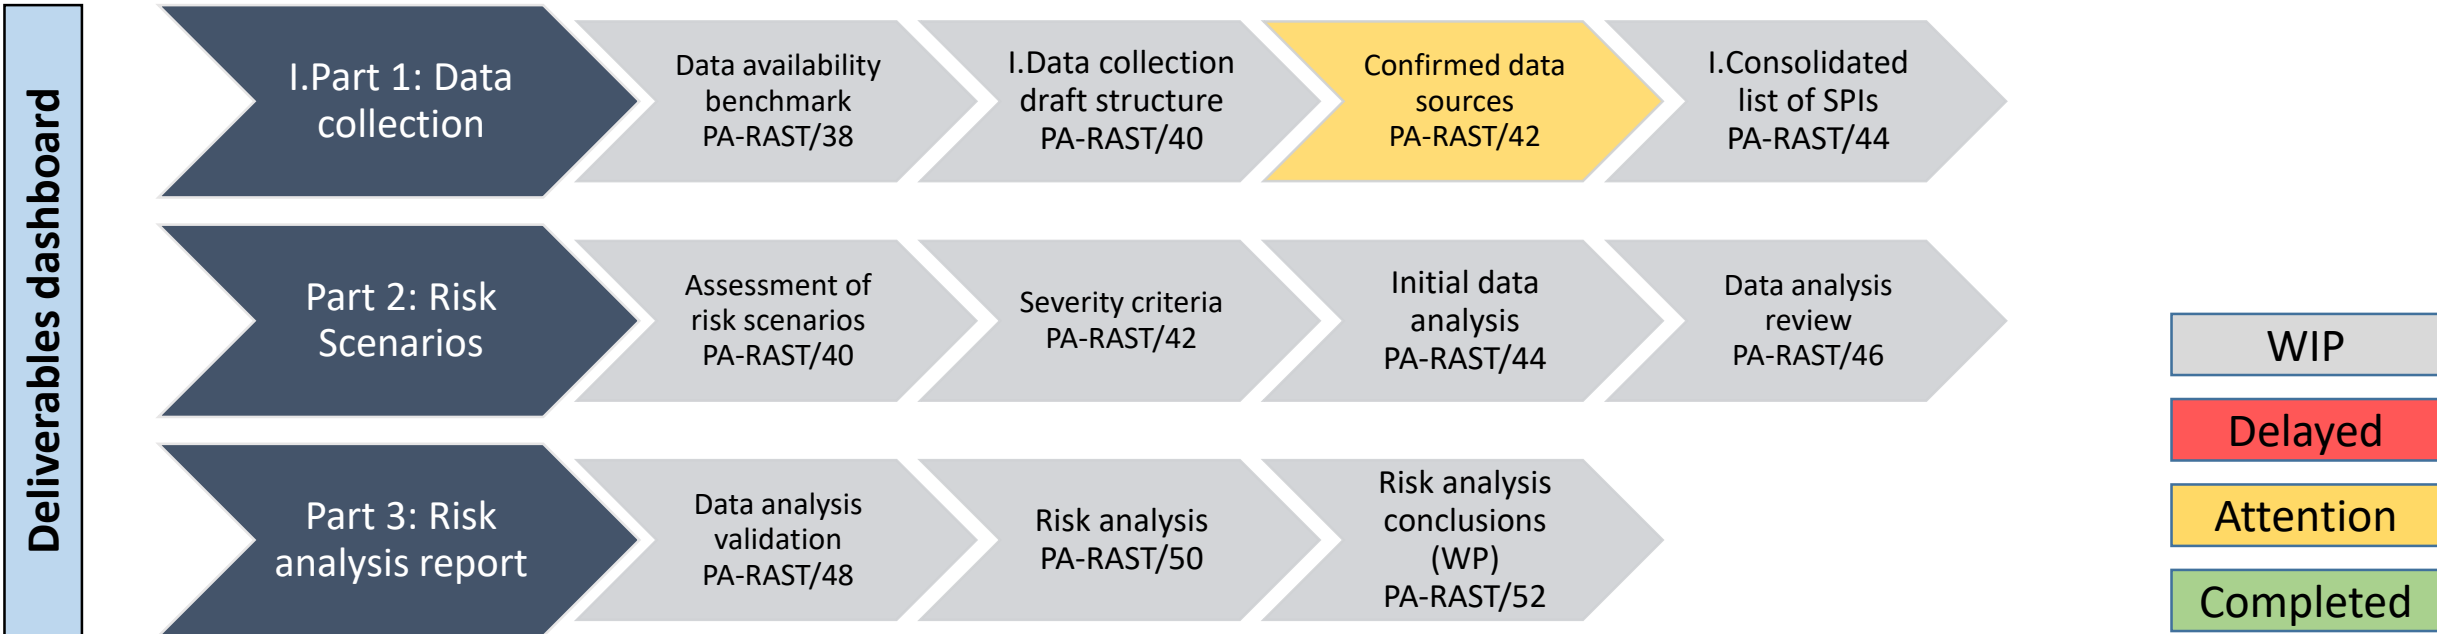 Deliverables dashboard
I.Part 1: Data
collection
Data availability
benchmark
PA-RAST/38
I.Data collection
draft structure
PA-RAST/40
Confirmed data
sources
PA-RAST/42
I.Consolidated
list of SPIs
PA-RAST/44
Part 2: Risk
Scenarios
Assessment of
risk scenarios
PA-RAST/40
Severity criteria
PA-RAST/42
Initial data
analysis
PA-RAST/44
Data analysis
review
PA-RAST/46
Part 3: Risk
analysis report
Data analysis
validation
PA-RAST/48
Risk analysis
PA-RAST/50
Risk analysis
conclusions
(WP)
PA-RAST/52
WIP
Delayed
Attention
Completed